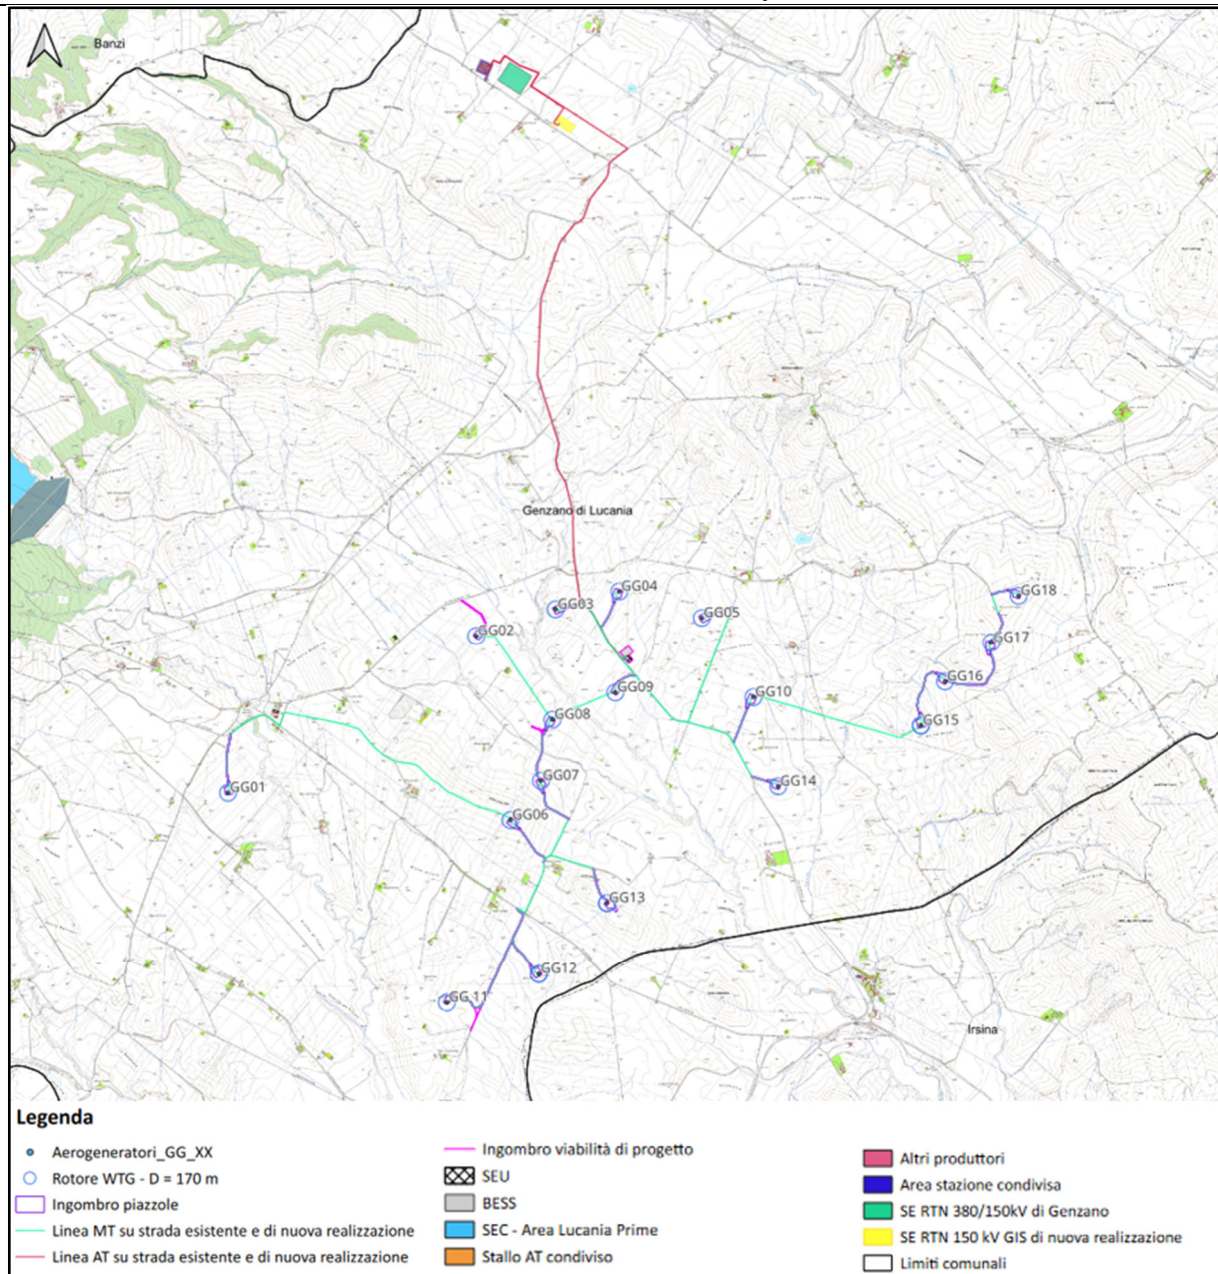 Banzi
Genzano di Lucania
GG04
GG18
GG03
GG05
GG02
GG17
GG16
GG09
GG10
GG08
GG15
GG07
GG14
GG01
GG06
GG13
GG12
GG 11
Irsina
Legenda
Aerogeneratori_GG_XX
Rotore WTG - D = 170 m
Ingombro piazzole
Linea MT su strada esistente e di nuova realizzazione
Linea AT su strada esistente e di nuova realizzazione
Ingombro viabilità di progetto
SEU
BESS
SEC - Area Lucania Prime
Stallo AT condiviso
Altri produttori
Area stazione condivisa
SE RTN 380/150kV di Genzano
SE RTN 150 kV GIS di nuova realizzazione
Limiti comunali